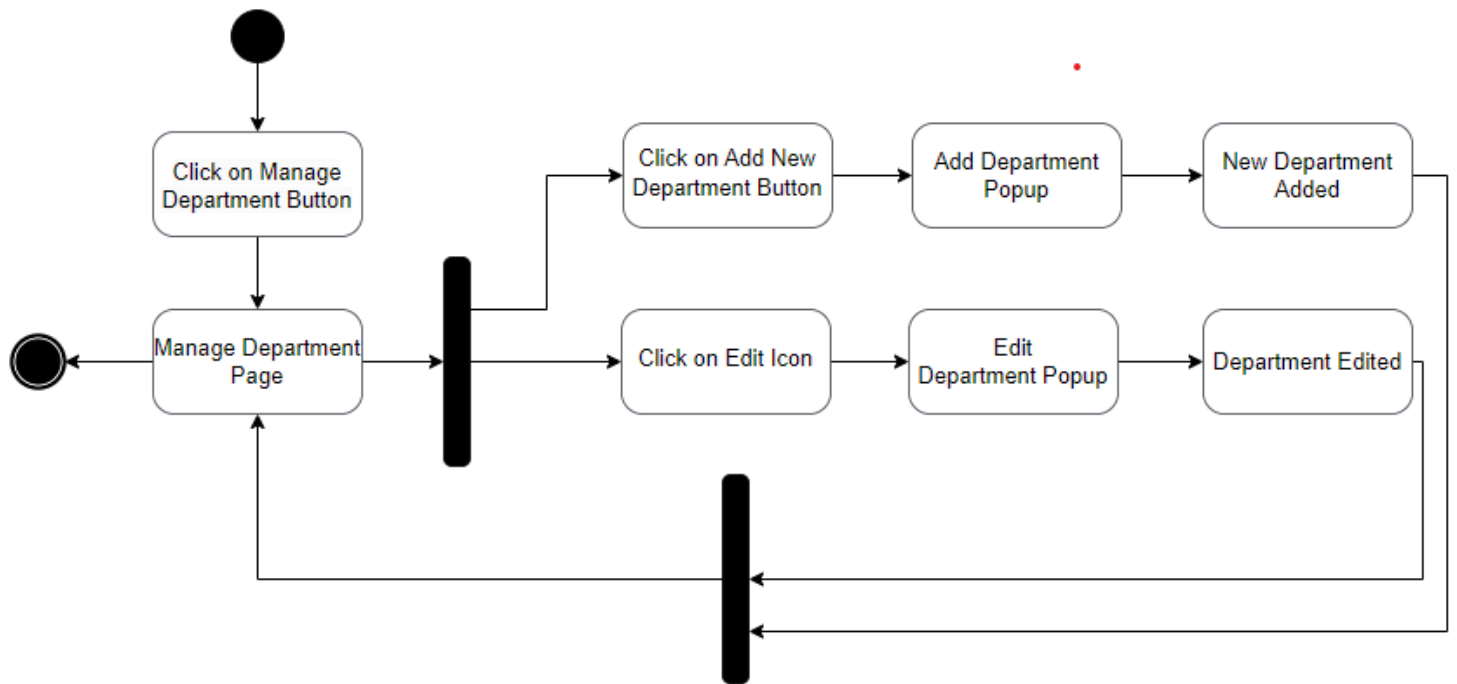 Click on Manage
Department Button
Click on Add New
Department Button
Add Department
Popup
New Department
Added
Manage Department
Page
Click on Edit Icon
Edit
Department Popup
Department Edited